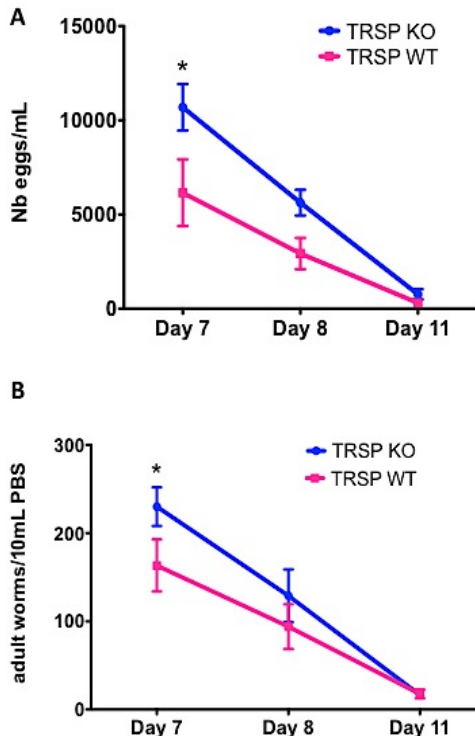 A
15000
10000
5000
0
Nb eggs/mL
*
TRSP KO
TRSP WT
Day 7 Day 8 Day 11
B
300
200
100
0
adult worms/10mL PBS
*
TRSP KO
TRSP WT
Day 7 Day 8 Day 11